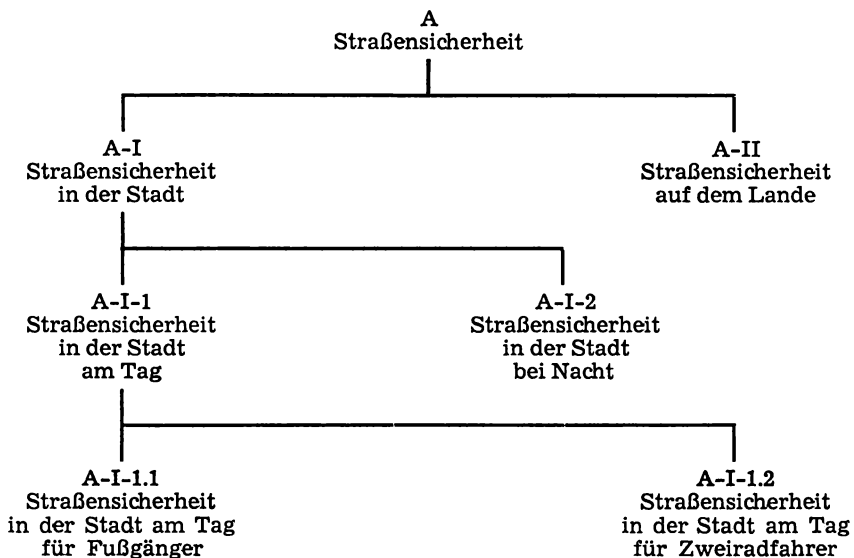 A
Straßensicherheit
A-I
Straßensicherheit
in der Stadt
A-II
Straßensicherheit
auf dem Lande
A-I-1
Straßensicherheit
in der Stadt
am Tag
A-I-2
Straßensicherheit
in der Stadt
bei Nacht
A-I-1.1
Straßensicherheit
in der Stadt am Tag
für Fußgänger
A-I-1.2
Straßensicherheit
in der Stadt am Tag
für Zweiradfahrer